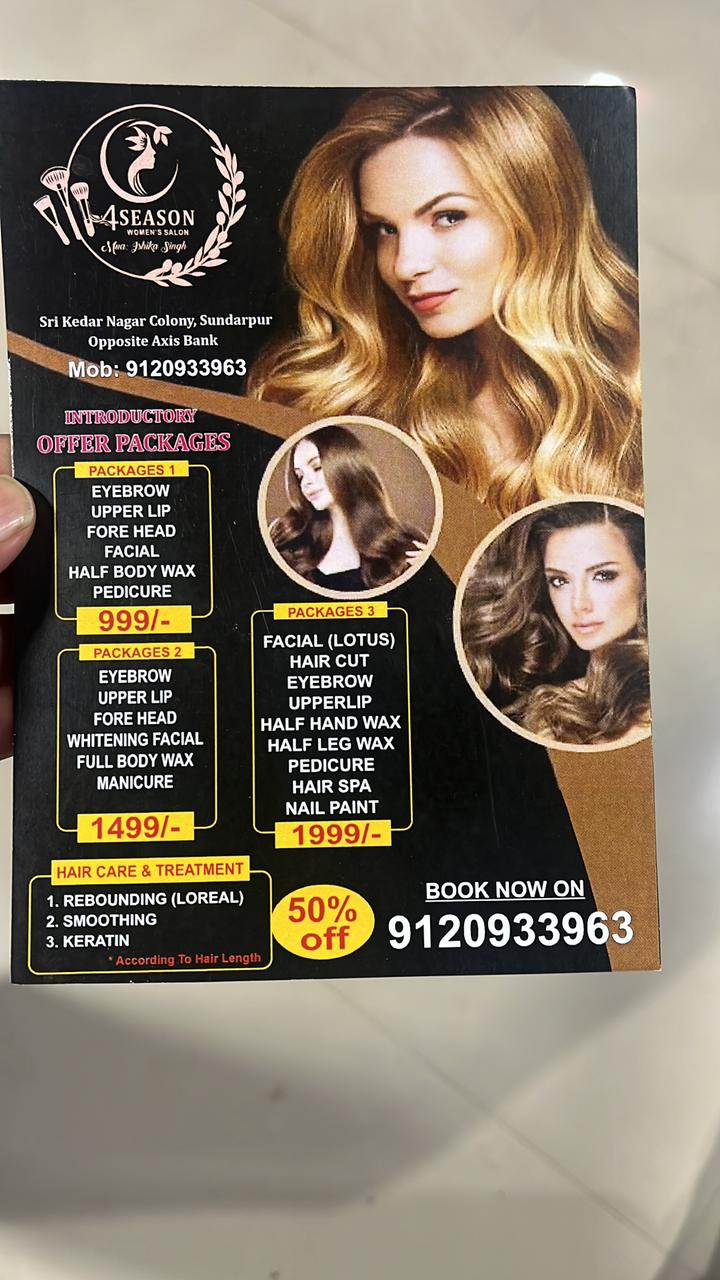 4SEASON
WOMEN'S SALON
Mua: Ishika Singh
Sri Kedar Nagar Colony, Sundarpur
Opposite Axis Bank
Mob: 9120933963
INTRODUCTORY
OFFER PACKAGES
PACKAGES 1
EYEBROW
UPPER LIP
FORE HEAD
FACIAL
HALF BODY WAX
PEDICURE
999/-
PACKAGES 2
EYEBROW
UPPER LIP
FORE HEAD
WHITENING FACIAL
FULL BODY WAX
MANICURE
1499/-
PACKAGES 3
FACIAL (LOTUS)
HAIR CUT
EYEBROW
UPPERLIP
HALF HAND WAX
HALF LEG WAX
PEDICURE
HAIR SPA
NAIL PAINT
1999/-
HAIR CARE & TREATMENT
1. REBOUNDING (LOREAL)
2. SMOOTHING
3. KERATIN
* According To Hair Length
50%
off
BOOK NOW ON
9120933963